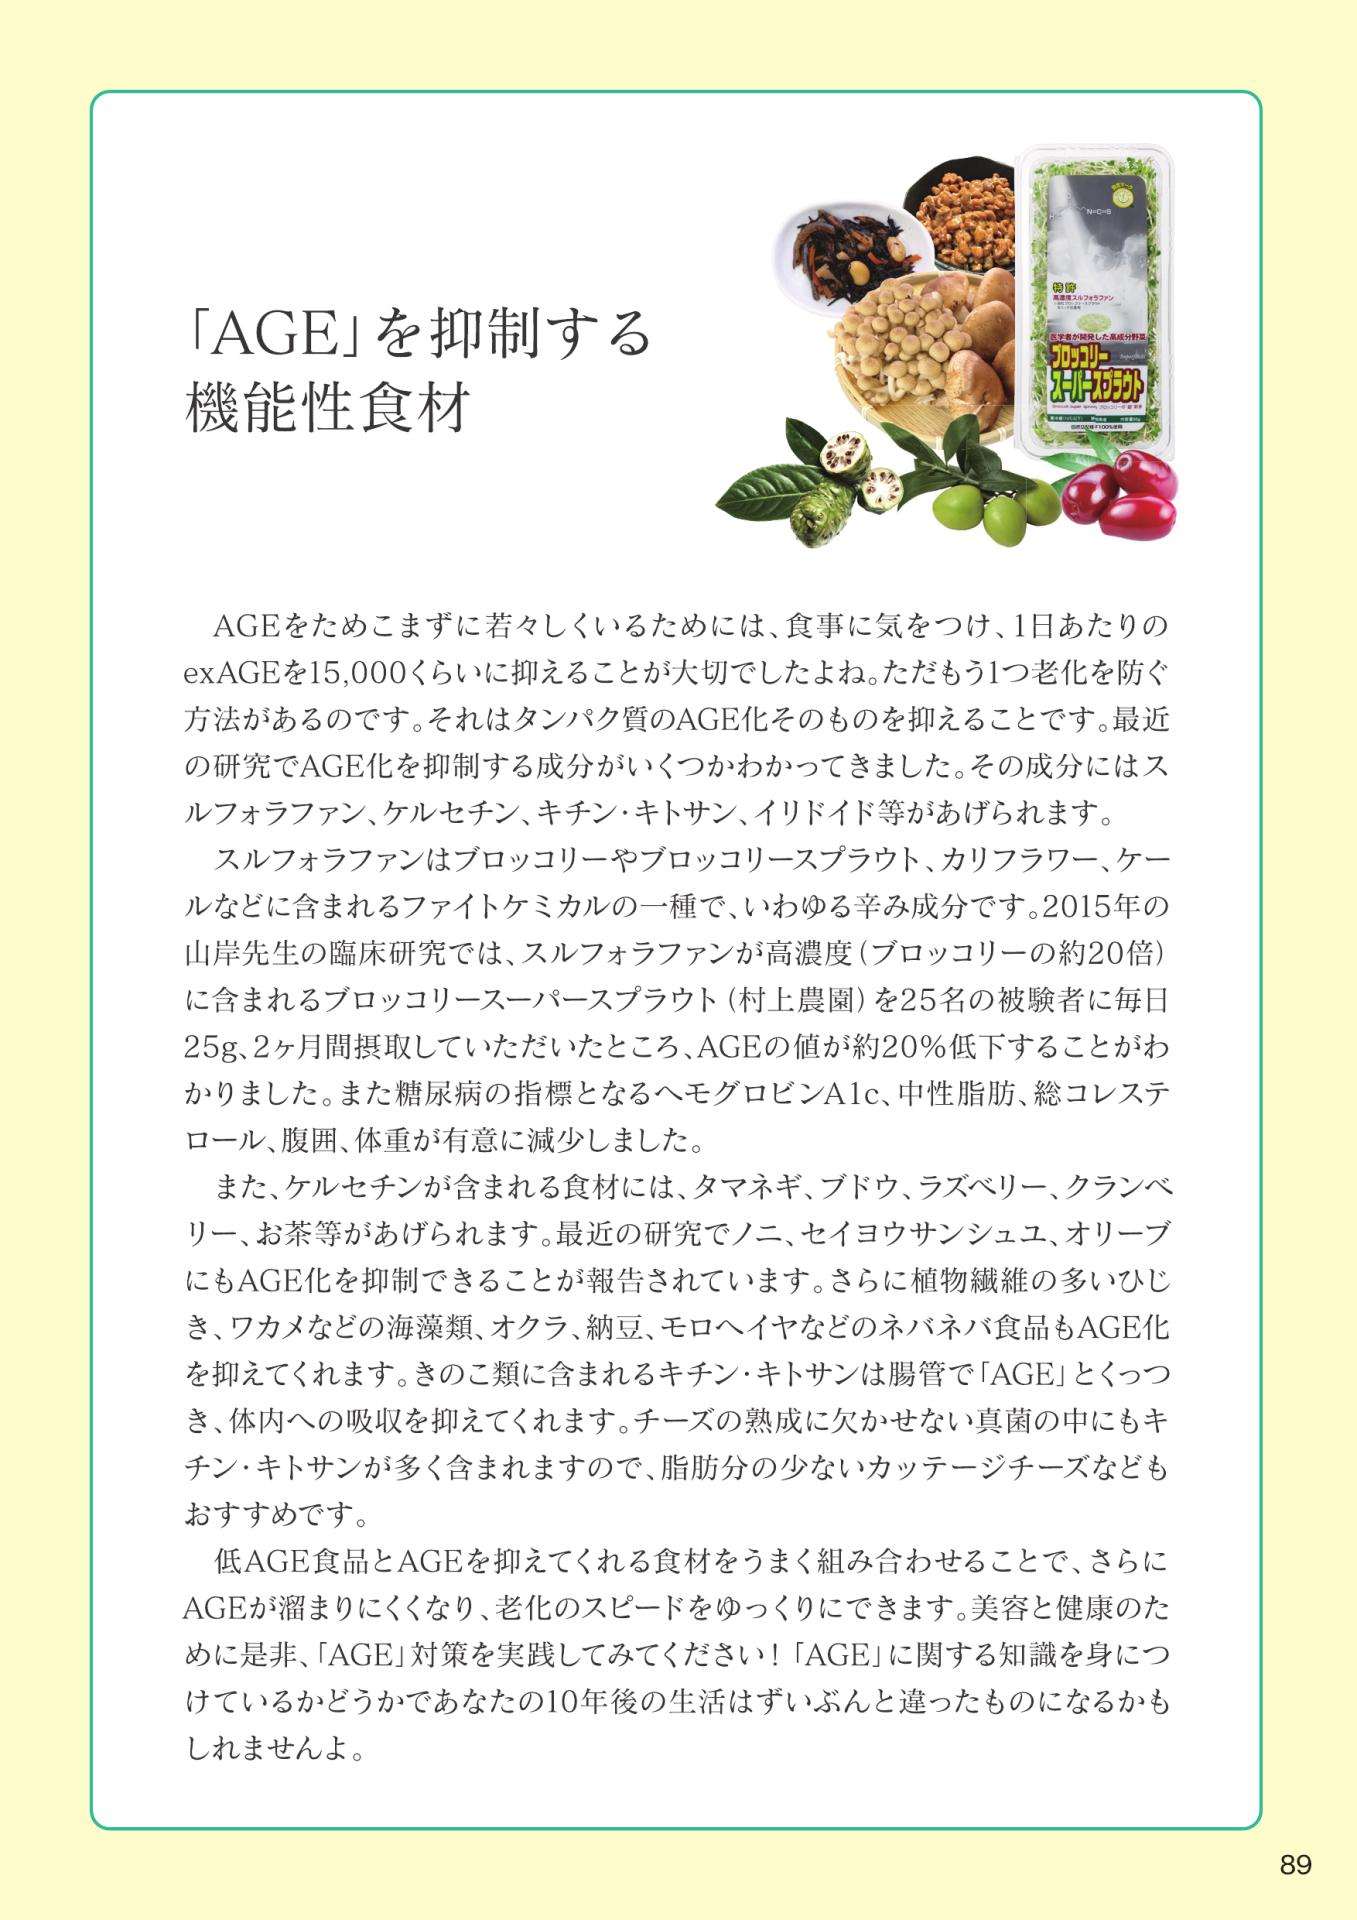 N=C=S
特許
高濃度スルフォラファン
医学者が開発した高成分野菜
ブロッコリー
スーパースプラウト
「AGE」を抑制する
機能性食材
AGEをためこまずに若々しくいるためには、食事に気をつけ、1日あたりの
exAGEを15,000くらいに抑えることが大切でしたよね。ただもう1つ老化を防ぐ
方法があるのです。それはタンパク質のAGE化そのものを抑えることです。最近
の研究でAGE化を抑制する成分がいくつかわかってきました。その成分にはス
ルフォラファン、ケルセチン、キチン・キトサン、イリドイド等があげられます。
スルフォラファンはブロッコリーやブロッコリースプラウト、カリフラワー、ケー
ルなどに含まれるファイトケミカルの一種で、いわゆる辛み成分です。2015年の
山岸先生の臨床研究では、スルフォラファンが高濃度（ブロッコリーの約20倍）
に含まれるブロッコリースーパースプラウト（村上農園）を25名の被験者に毎日
25g、2ヶ月間摂取していただいたところ、AGEの値が約20%低下することがわ
かりました。また糖尿病の指標となるヘモグロビンA1c、中性脂肪、総コレステ
ロール、腹囲、体重が有意に減少しました。
また、ケルセチンが含まれる食材には、タマネギ、ブドウ、ラズベリー、クランベ
リー、お茶等があげられます。最近の研究でノニ、セイヨウサンシュユ、オリーブ
にもAGE化を抑制できることが報告されています。さらに植物繊維の多いひじ
き、ワカメなどの海藻類、オクラ、納豆、モロヘイヤなどのネバネバ食品もAGE化
を抑えてくれます。きのこ類に含まれるキチン・キトサンは腸管で「AGE」とくっつ
き、体内への吸収を抑えてくれます。チーズの熟成に欠かせない真菌の中にもキ
チン・キトサンが多く含まれますので、脂肪分の少ないカッテージチーズなども
おすすめです。
低AGE食品とAGEを抑えてくれる食材をうまく組み合わせることで、さらに
AGEが溜まりにくくなり、老化のスピードをゆっくりにできます。美容と健康のた
めに是非、「AGE」対策を実践してみてください！「AGE」に関する知識を身につ
けているかどうかであなたの10年後の生活はずいぶんと違ったものになるかも
しれませんよ。
89